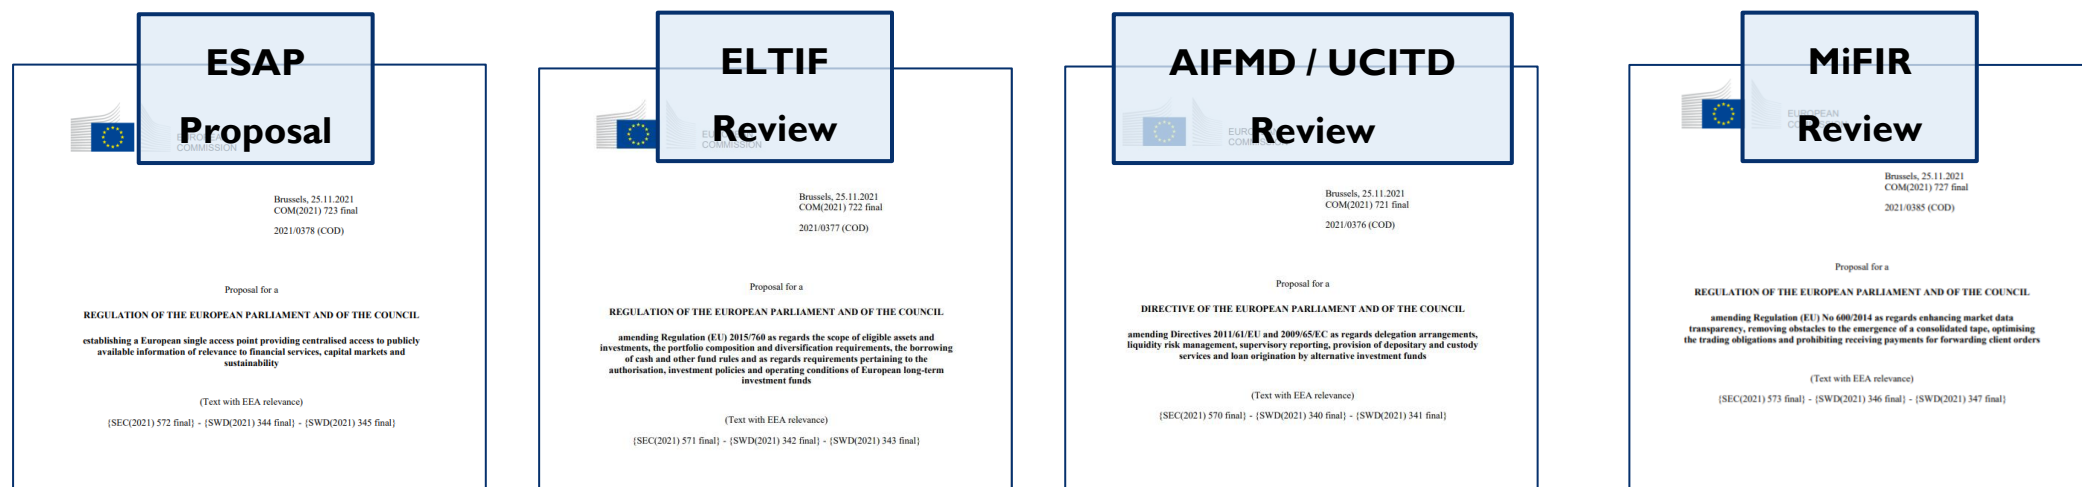 ESAP
Proposal
EUROPEAN
COMMISSION
Brussels, 25.11.2021
COM(2021) 723 final
2021/0378 (COD)
Proposal for a
REGULATION OF THE EUROPEAN PARLIAMENT AND OF THE COUNCIL
establishing a European single access point providing centralised access to publicly
available information of relevance to financial services, capital markets and
sustainability
(Text with EEA relevance)
{SEC(2021) 572 final} - {SWD(2021) 344 final} - {SWD(2021) 345 final}
ELTIF
Review
EUROPEAN
COMMISSION
Brussels, 25.11.2021
COM(2021) 722 final
2021/0377 (COD)
Proposal for a
REGULATION OF THE EUROPEAN PARLIAMENT AND OF THE COUNCIL
amending Regulation (EU) 2015/760 as regards the scope of eligible assets and
investments, the portfolio composition and diversification requirements, the borrowing
of cash and other fund rules and as regards requirements pertaining to the
authorisation, investment policies and operating conditions of European long-term
investment funds
(Text with EEA relevance)
{SEC(2021) 571 final} - {SWD(2021) 342 final} - {SWD(2021) 343 final}
AIFMD / UCITD
Review
EUROPEAN
COMMISSION
Brussels, 25.11.2021
COM(2021) 721 final
2021/0376 (COD)
Proposal for a
DIRECTIVE OF THE EUROPEAN PARLIAMENT AND OF THE COUNCIL
amending Directives 2011/61/EU and 2009/65/EC as regards delegation arrangements,
liquidity risk management, supervisory reporting, provision of depositary and custody
services and loan origination by alternative investment funds
(Text with EEA relevance)
{SEC(2021) 570 final} - {SWD(2021) 340 final} - {SWD(2021) 341 final}
MiFIR
Review
EUROPEAN
COMMISSION
Brussels, 25.11.2021
COM(2021) 727 final
2021/0385 (COD)
Proposal for a
REGULATION OF THE EUROPEAN PARLIAMENT AND OF THE COUNCIL
amending Regulation (EU) No 600/2014 as regards enhancing market data
transparency, removing obstacles to the emergence of a consolidated tape, optimising
the trading obligations and prohibiting receiving payments for forwarding client orders
(Text with EEA relevance)
{SEC(2021) 573 final} - {SWD(2021) 346 final} - {SWD(2021) 347 final}